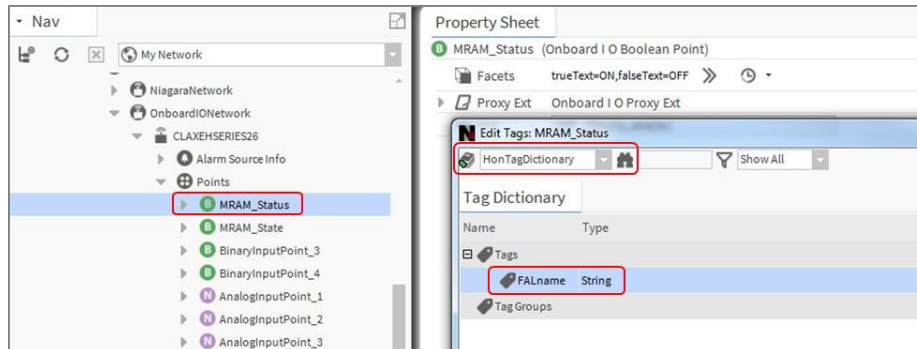 Nav
My Network
NiagaraNetwork
OnboardIONetwork
CLAXEHSERIES26
Alarm Source Info
Points
MRAM_Status
MRAM_State
BinaryInputPoint_3
BinaryInputPoint_4
AnalogInputPoint_1
AnalogInputPoint_2
AnalogInputPoint_3
Property Sheet
MRAM_Status (Onboard I O Boolean Point)
Facets trueText=ON,falseText=OFF
Proxy Ext Onboard I O Proxy Ext
Edit Tags: MRAM_Status
HonTagDictionary Show All
Tag Dictionary
Name Type
Tags
FALname String
Tag Groups